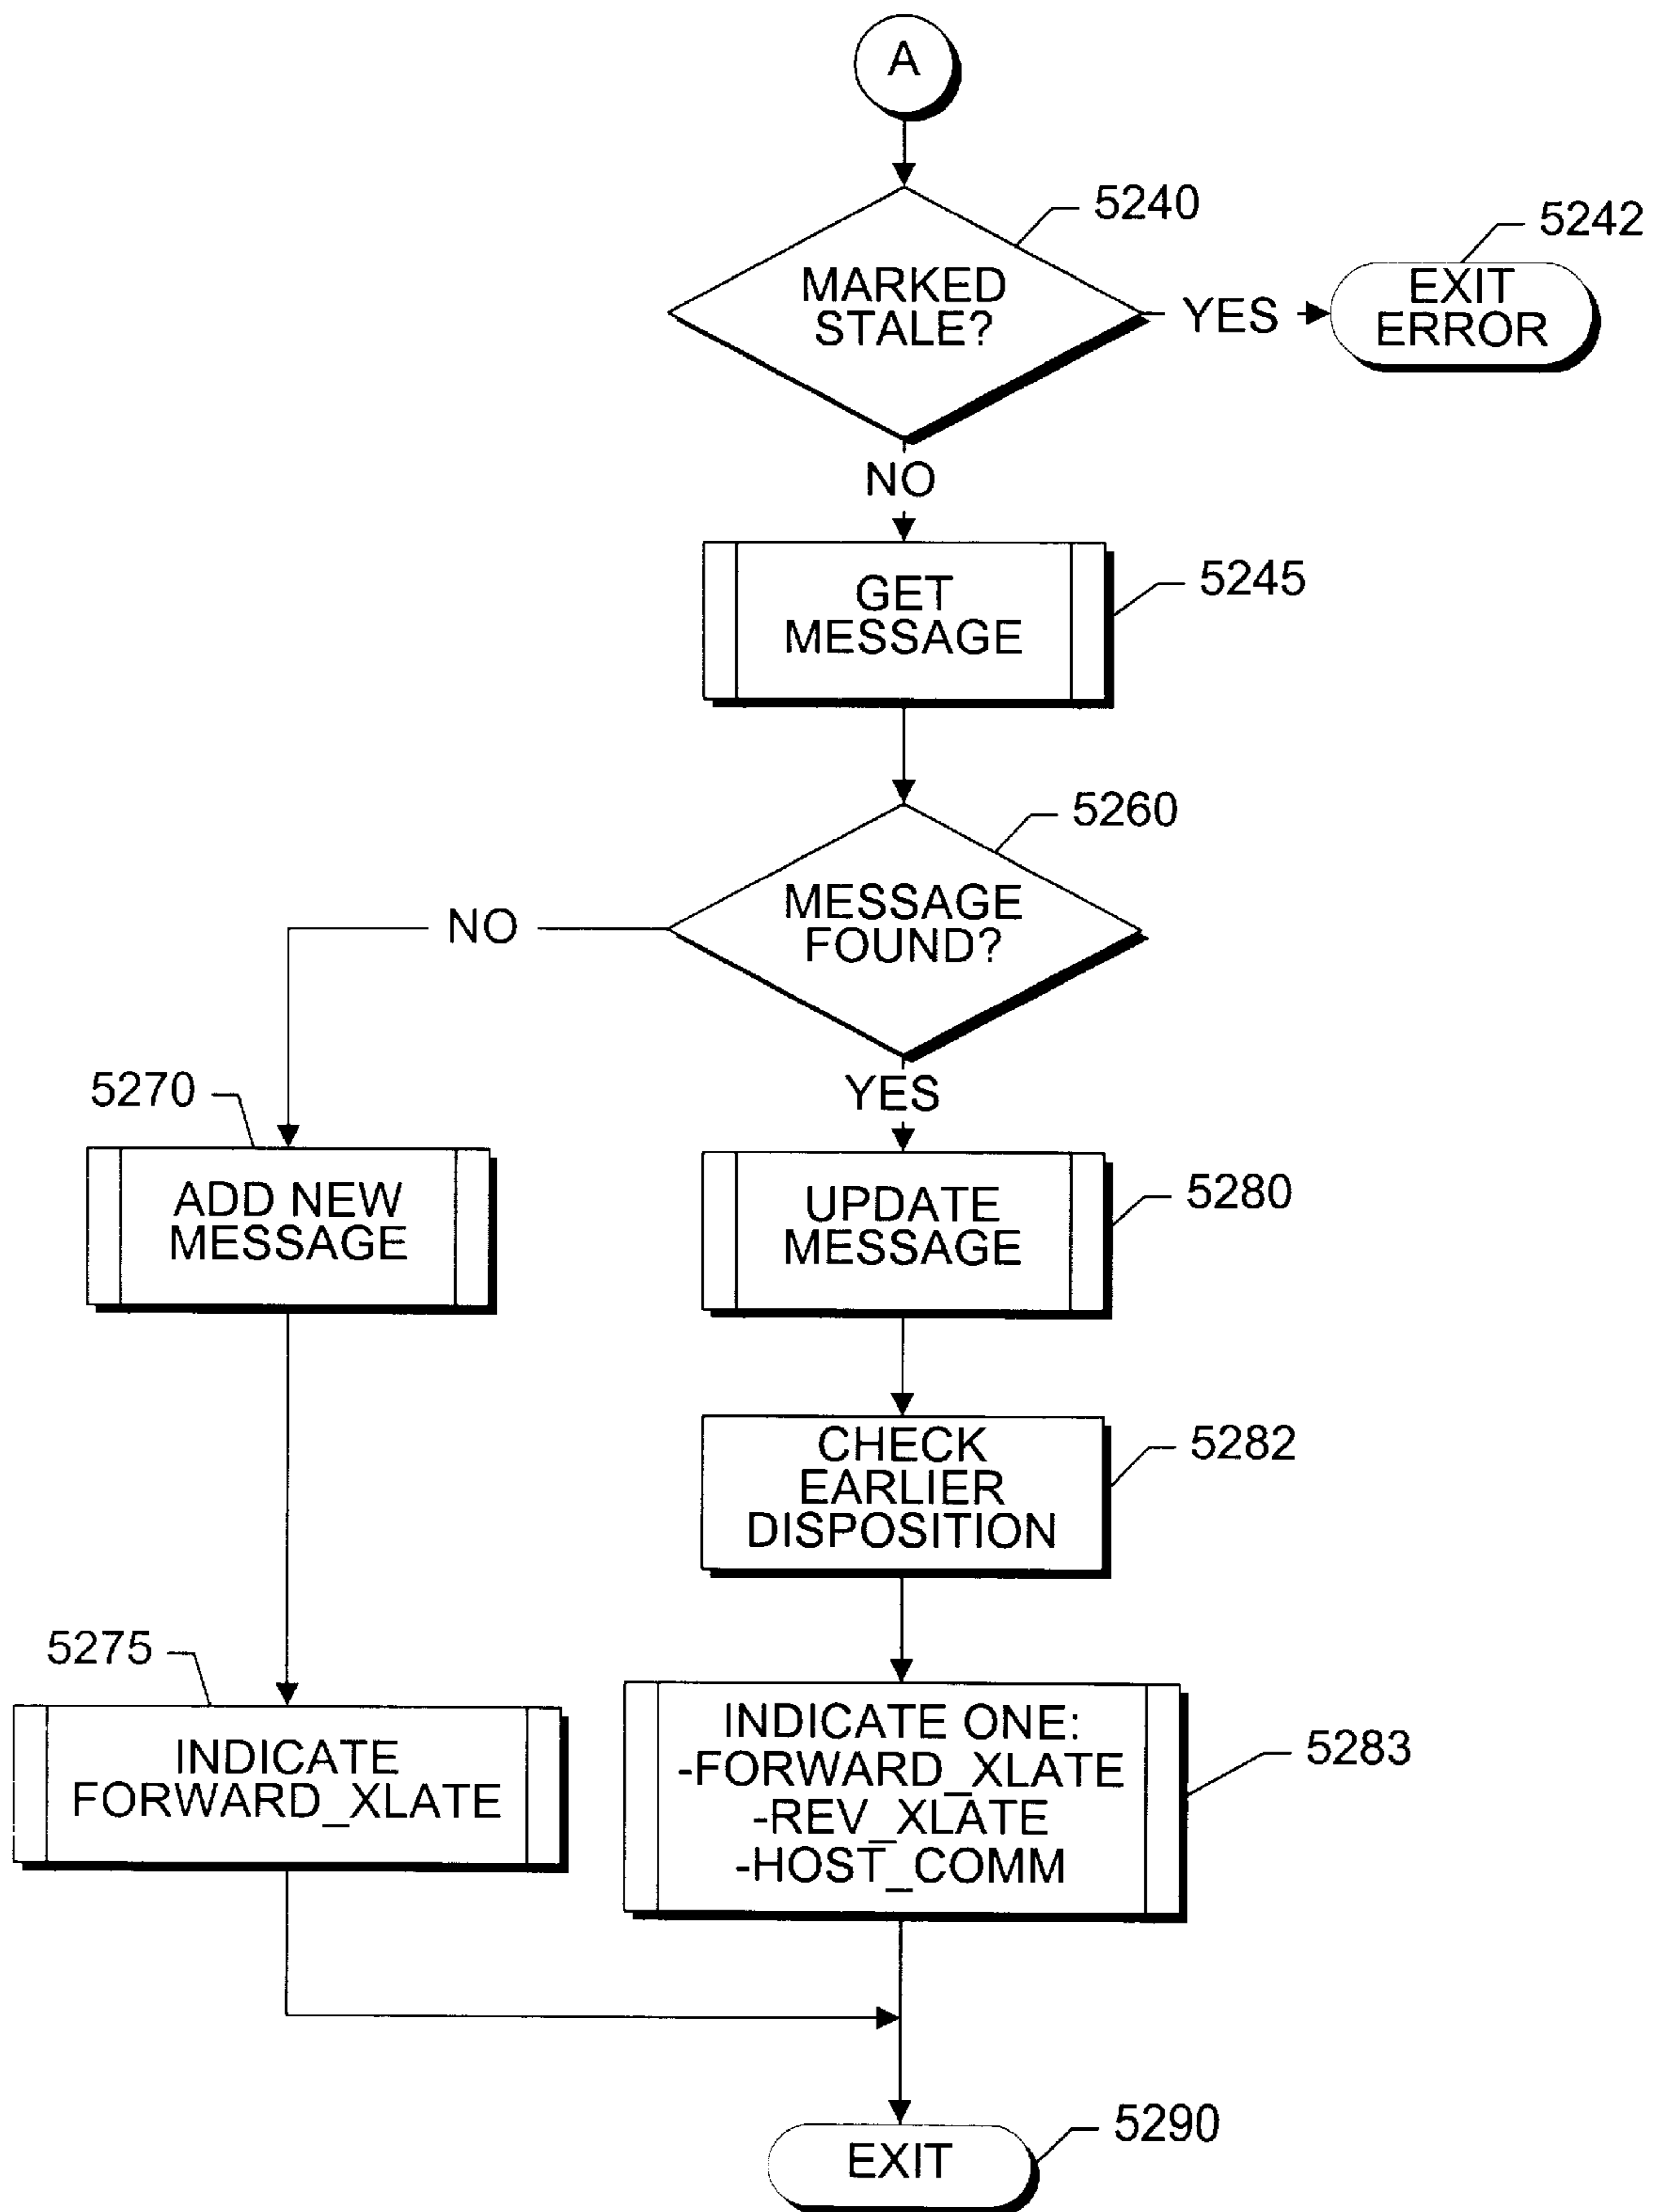 A
5240
MARKED
STALE?
YES
5242
EXIT
ERROR
NO
5245
GET
MESSAGE
5260
MESSAGE
FOUND?
NO
YES
5270
ADD NEW
MESSAGE
5280
UPDATE
MESSAGE
5282
CHECK
EARLIER
DISPOSITION
5275
INDICATE
FORWARD_XLATE
5283
INDICATE ONE:
-FORWARD_XLATE
-REV_XLATE
-HOST_COMM
5290
EXIT